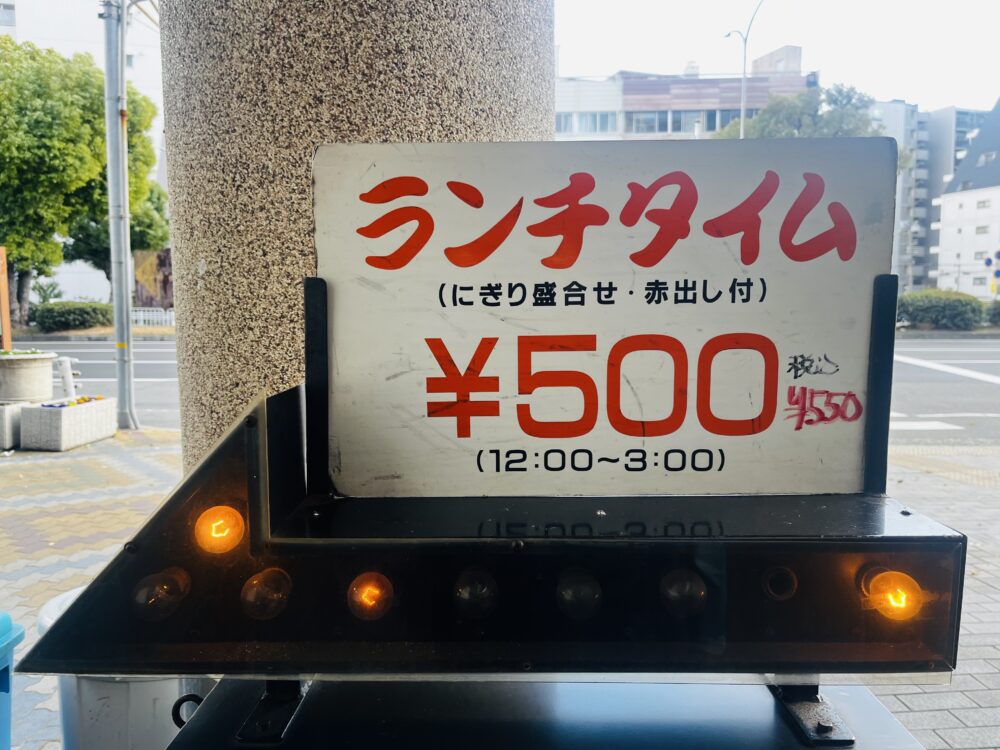 ランチタイム
(にぎり盛合せ・赤出し付)
¥500
税込
¥550
(12:00~3:00)